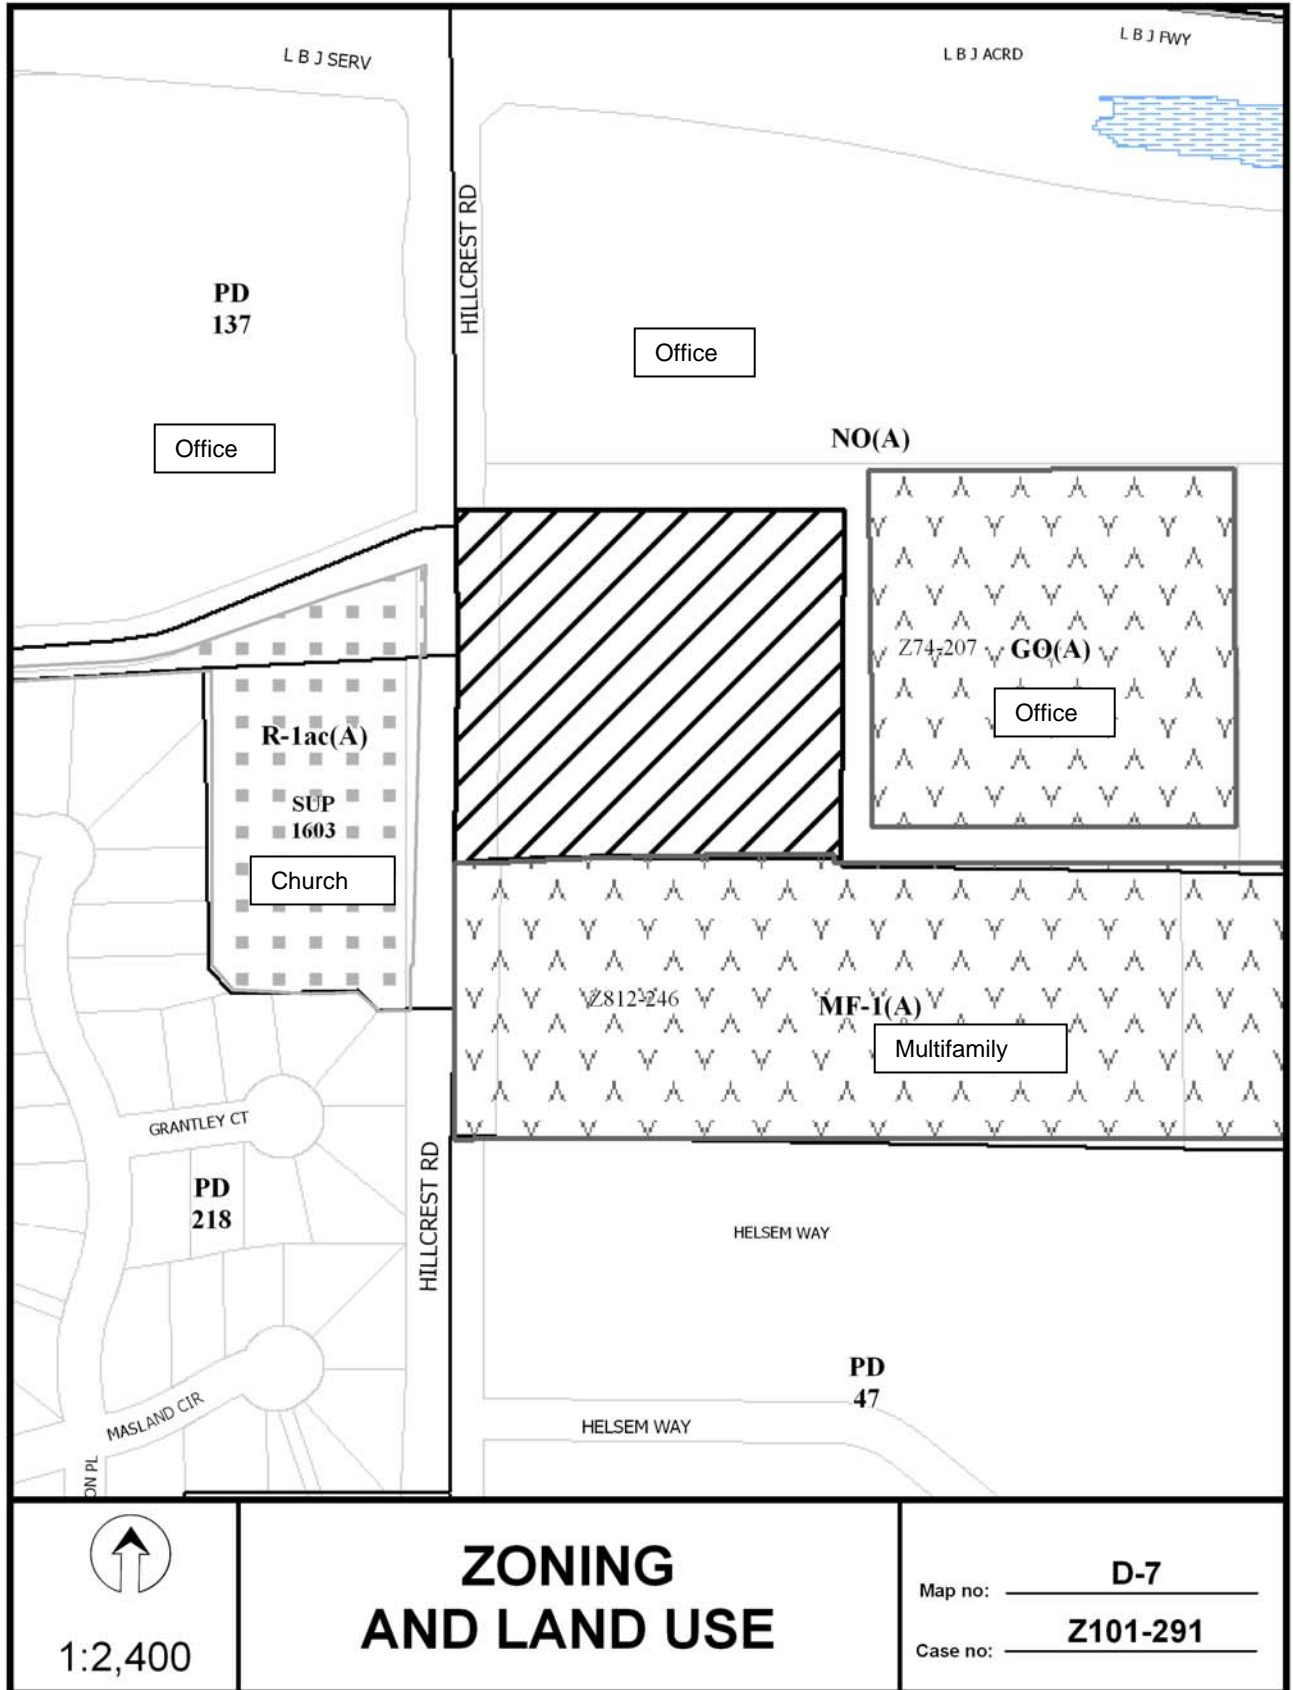 L B J SERV
L B J ACRD
L B J FWY
HILLCREST RD
PD
137
Office
Office
NO(A)
Z74-207
GO(A)
Office
R-1ac(A)
SUP
1603
Church
Z812-246
MF-1(A)
Multifamily
GRANTLEY CT
PD
218
HILLCREST RD
HELSEM WAY
PD
47
MASLAND CIR
HELSEM WAY
ON PL
1:2,400
ZONING
AND LAND USE
Map no: D-7
Case no: Z101-291